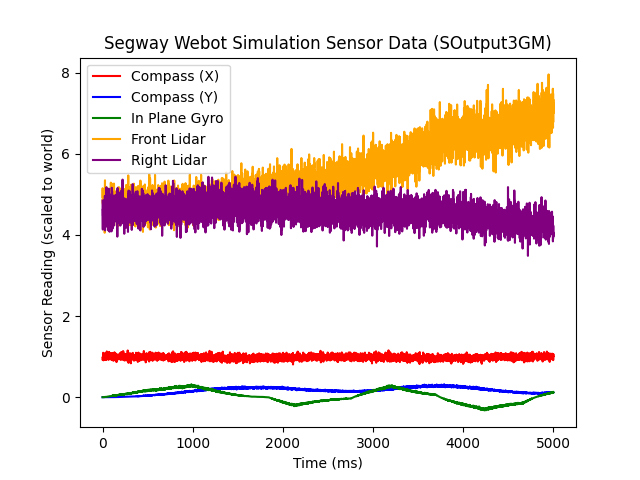 Segway Webot Simulation Sensor Data (SOutput3GM)
Compass (X)
Compass (Y)
In Plane Gyro
Front Lidar
Right Lidar
Sensor Reading (scaled to world)
8
6
4
2
0
0 1000 2000 3000 4000 5000
Time (ms)